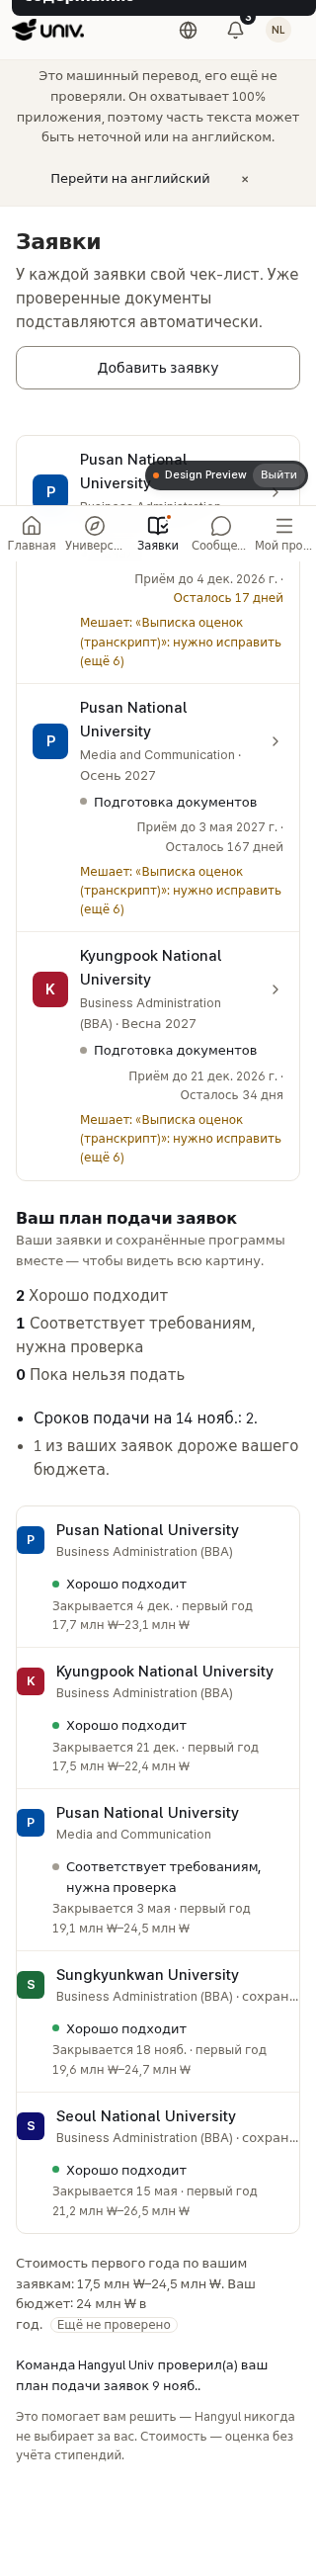 UNIV.
3
NL
Это машинный перевод, его ещё не
проверяли. Он охватывает 100%
приложения, поэтому часть текста может
быть неточной или на английском.
Перейти на английский ×
Заявки
У каждой заявки свой чек-лист. Уже
проверенные документы
подставляются автоматически.
Добавить заявку
Pusan National
University
P
Design Preview Выйти
Главная Универс... Заявки Сообще... Мой про...
Приём до 4 дек. 2026 г. ·
Осталось 17 дней
Мешает: «Выписка оценок
(транскрипт)»: нужно исправить
(ещё 6)
Pusan National
University
P
Media and Communication ·
Осень 2027
Подготовка документов
Приём до 3 мая 2027 г. ·
Осталось 167 дней
Мешает: «Выписка оценок
(транскрипт)»: нужно исправить
(ещё 6)
Kyungpook National
University
K
Business Administration
(BBA) · Весна 2027
Подготовка документов
Приём до 21 дек. 2026 г. ·
Осталось 34 дня
Мешает: «Выписка оценок
(транскрипт)»: нужно исправить
(ещё 6)
Ваш план подачи заявок
Ваши заявки и сохранённые программы
вместе — чтобы видеть всю картину.
2 Хорошо подходит
1 Соответствует требованиям,
нужна проверка
0 Пока нельзя подать
• Сроков подачи на 14 нояб.: 2.
• 1 из ваших заявок дороже вашего
бюджета.
P Pusan National University
Business Administration (BBA)
Хорошо подходит
Закрывается 4 дек. · первый год
17,7 млн ₩–23,1 млн ₩
K Kyungpook National University
Business Administration (BBA)
Хорошо подходит
Закрывается 21 дек. · первый год
17,5 млн ₩–22,4 млн ₩
P Pusan National University
Media and Communication
Соответствует требованиям,
нужна проверка
Закрывается 3 мая · первый год
19,1 млн ₩–24,5 млн ₩
S Sungkyunkwan University
Business Administration (BBA) · сохран...
Хорошо подходит
Закрывается 18 нояб. · первый год
19,6 млн ₩–24,7 млн ₩
S Seoul National University
Business Administration (BBA) · сохран...
Хорошо подходит
Закрывается 15 мая · первый год
21,2 млн ₩–26,5 млн ₩
Стоимость первого года по вашим
заявкам: 17,5 млн ₩–24,5 млн ₩. Ваш
бюджет: 24 млн ₩ в
год. Ещё не проверено
Команда Hangyul Univ проверил(а) ваш
план подачи заявок 9 нояб..
Это помогает вам решить — Hangyul никогда
не выбирает за вас. Стоимость — оценка без
учёта стипендий.